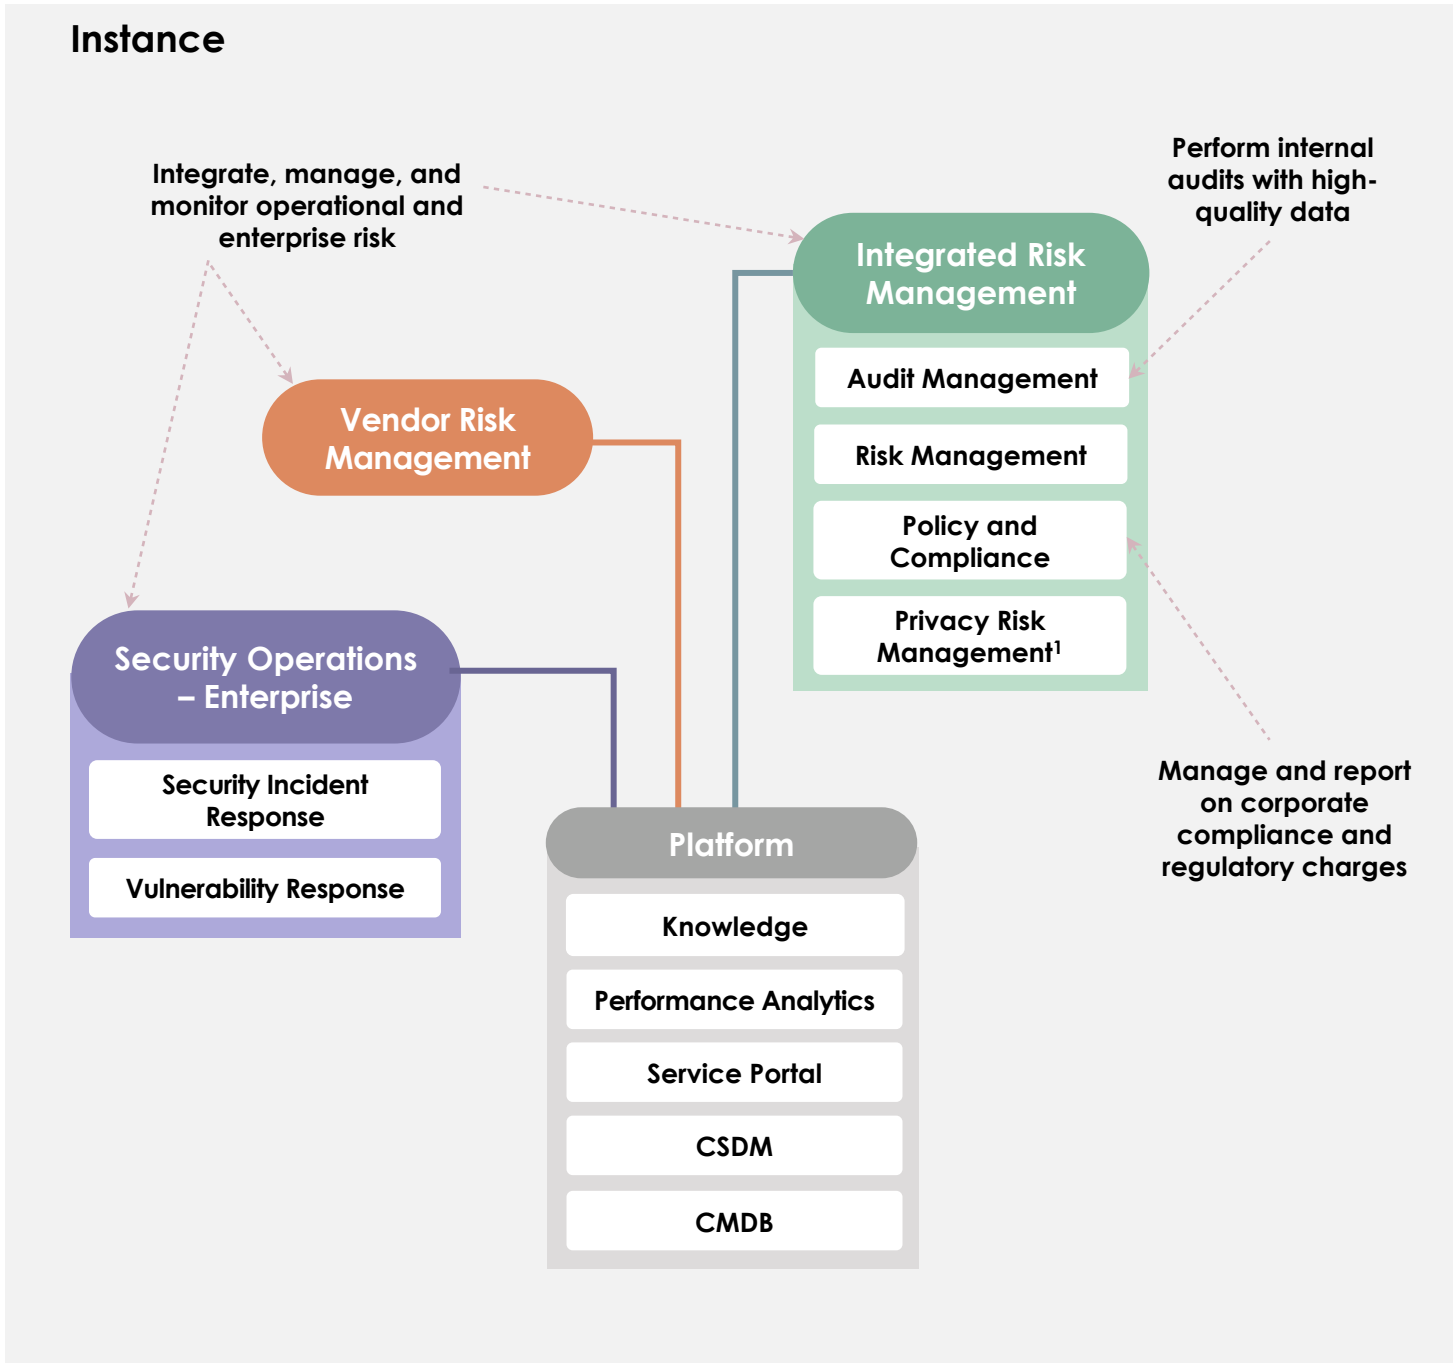 Instance
Integrate, manage, and
monitor operational and
enterprise risk
Perform internal
audits with high-
quality data
Integrated Risk
Management
Audit Management
Risk Management
Policy and
Compliance
Privacy Risk
Management¹
Vendor Risk
Management
Security Operations
– Enterprise
Security Incident
Response
Vulnerability Response
Manage and report
on corporate
compliance and
regulatory charges
Platform
Knowledge
Performance Analytics
Service Portal
CSDM
CMDB